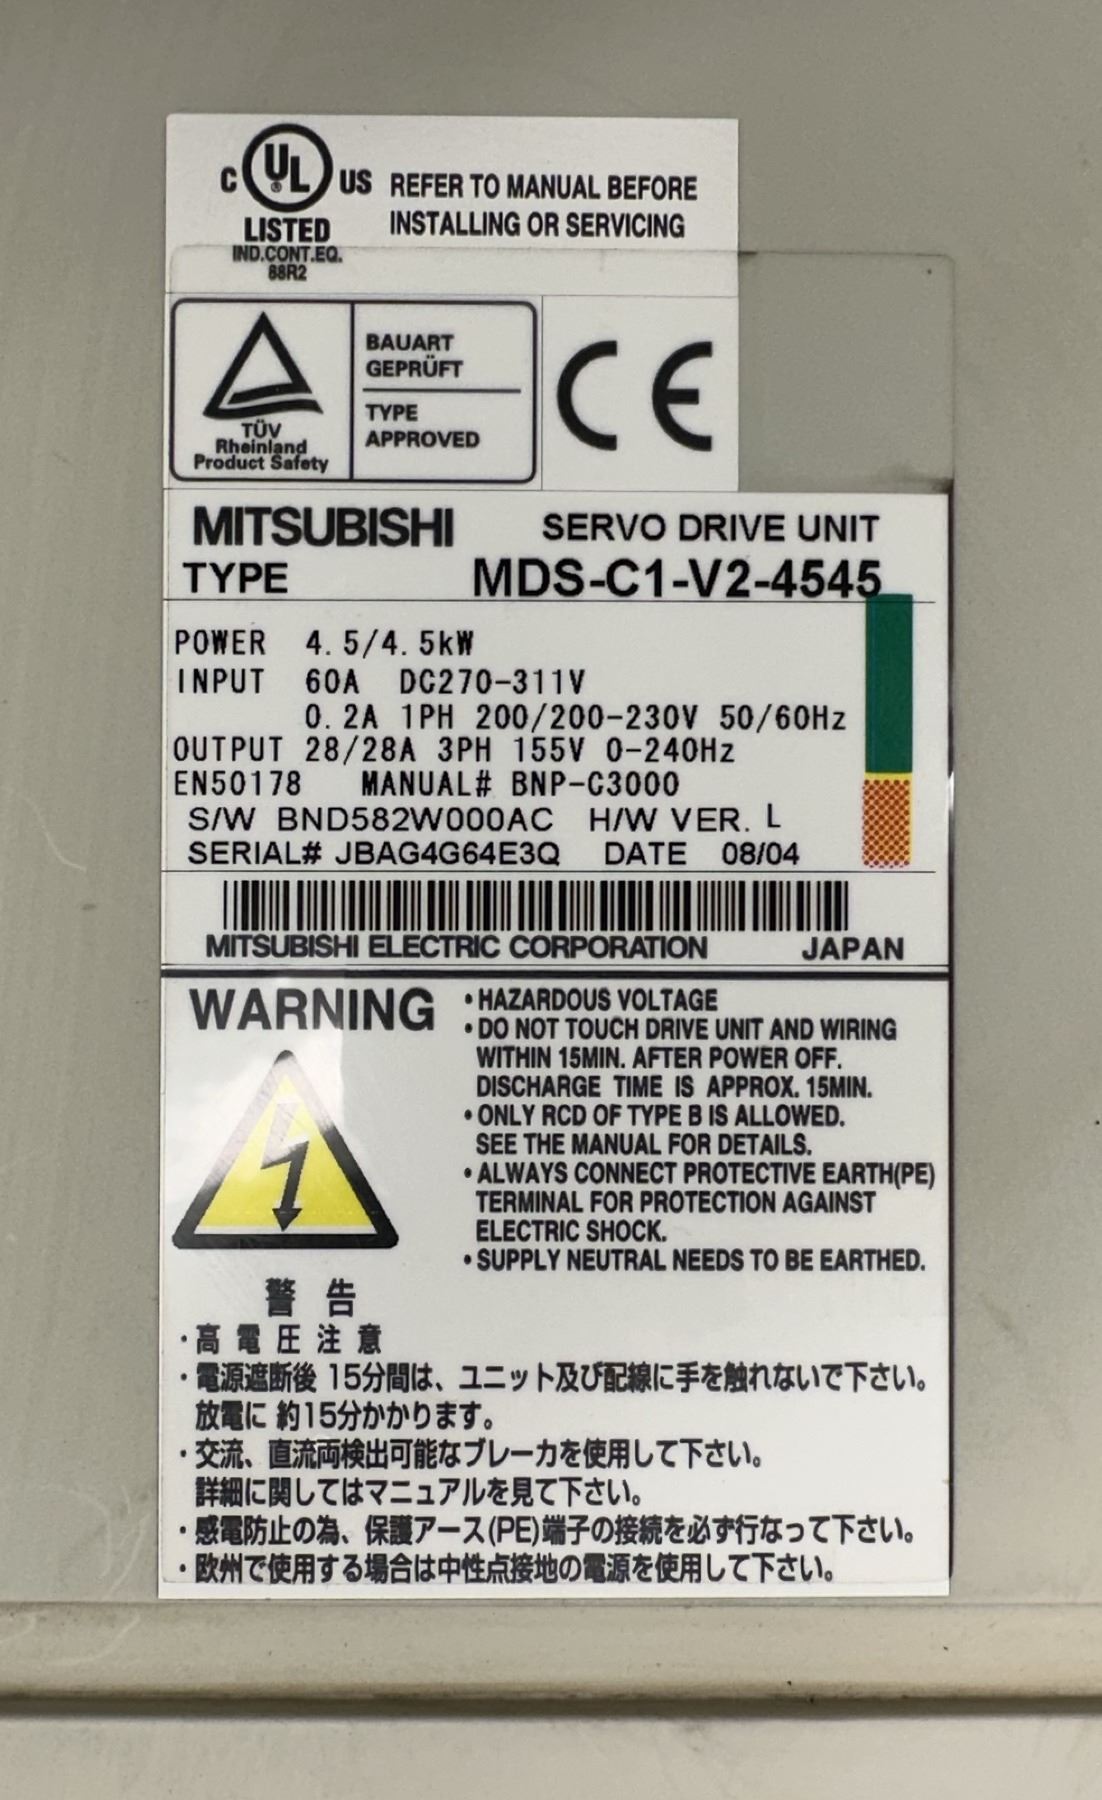 C UL US
LISTED
IND.CONT.EQ.
88R2
REFER TO MANUAL BEFORE
INSTALLING OR SERVICING
TÜV
Rheinland
Product Safety
BAUART
GEPRÜFT
TYPE
APPROVED
CE
MITSUBISHI SERVO DRIVE UNIT
TYPE MDS-C1-V2-4545
POWER 4.5/4.5kW
INPUT 60A DC270-311V
0.2A 1PH 200/200-230V 50/60Hz
OUTPUT 28/28A 3PH 155V 0-240Hz
EN50178 MANUAL# BNP-C3000
S/W BND582W000AC H/W VER. L
SERIAL# JBAG4G64E3Q DATE 08/04
MITSUBISHI ELECTRIC CORPORATION JAPAN
WARNING
・HAZARDOUS VOLTAGE
・DO NOT TOUCH DRIVE UNIT AND WIRING
WITHIN 15MIN. AFTER POWER OFF.
DISCHARGE TIME IS APPROX. 15MIN.
・ONLY RCD OF TYPE B IS ALLOWED.
SEE THE MANUAL FOR DETAILS.
・ALWAYS CONNECT PROTECTIVE EARTH(PE)
TERMINAL FOR PROTECTION AGAINST
ELECTRIC SHOCK.
・SUPPLY NEUTRAL NEEDS TO BE EARTHED.
警 告
・高 電 圧 注 意
・電源遮断後 15分間は、ユニット及び配線に手を触れないで下さい。
放電に 約15分かかります。
・交流、直流両検出可能なブレーカを使用して下さい。
詳細に関してはマニュアルを見て下さい。
・感電防止の為、保護アース(PE)端子の接続を必ず行なって下さい。
・欧州で使用する場合は中性点接地の電源を使用して下さい。